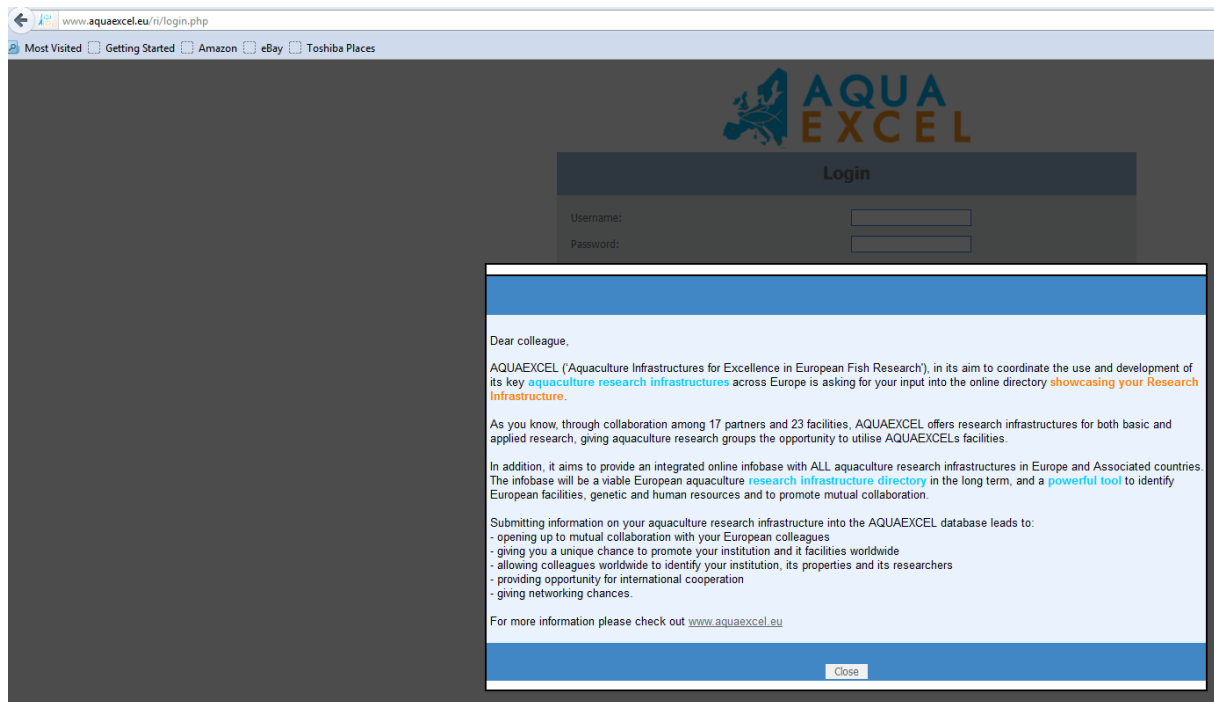 www.aquaexcel.eu/ri/login.php
Most Visited Getting Started Amazon eBay Toshiba Places
AQUA
EXCEL
Login
Username:
Password:
Dear colleague,
AQUAEXCEL ('Aquaculture Infrastructures for Excellence in European Fish Research'), in its aim to coordinate the use and development of
its key aquaculture research infrastructures across Europe is asking for your input into the online directory showcasing your Research
Infrastructure.
As you know, through collaboration among 17 partners and 23 facilities, AQUAEXCEL offers research infrastructures for both basic and
applied research, giving aquaculture research groups the opportunity to utilise AQUAEXCELs facilities.
In addition, it aims to provide an integrated online infobase with ALL aquaculture research infrastructures in Europe and Associated countries.
The infobase will be a viable European aquaculture research infrastructure directory in the long term, and a powerful tool to identify
European facilities, genetic and human resources and to promote mutual collaboration.
Submitting information on your aquaculture research infrastructure into the AQUAEXCEL database leads to:
- opening up to mutual collaboration with your European colleagues
- giving you a unique chance to promote your institution and it facilities worldwide
- allowing colleagues worldwide to identify your institution, its properties and its researchers
- providing opportunity for international cooperation
- giving networking chances.
For more information please check out www.aquaexcel.eu
Close